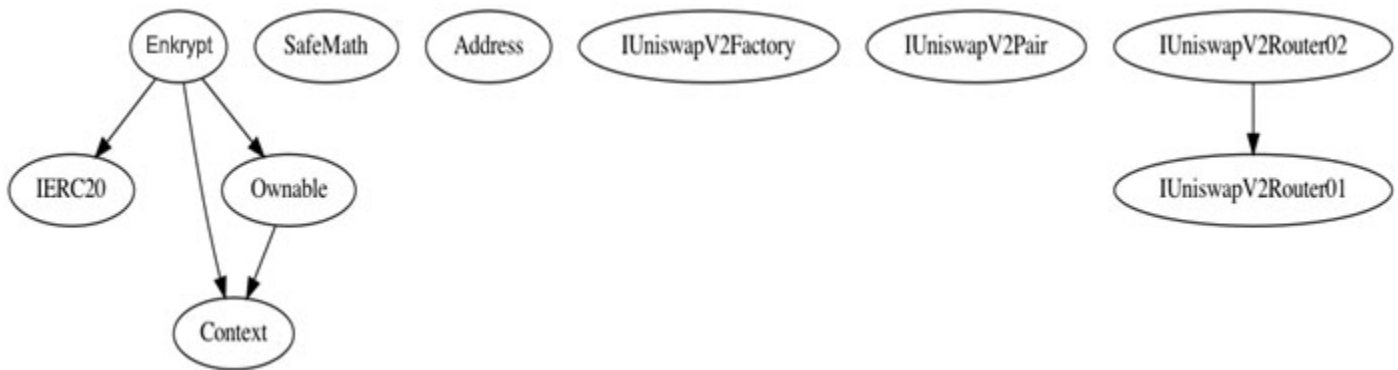 Enkrypt
SafeMath
Address
IUniswapV2Factory
IUniswapV2Pair
IUniswapV2Router02
IERC20
Ownable
IUniswapV2Router01
Context